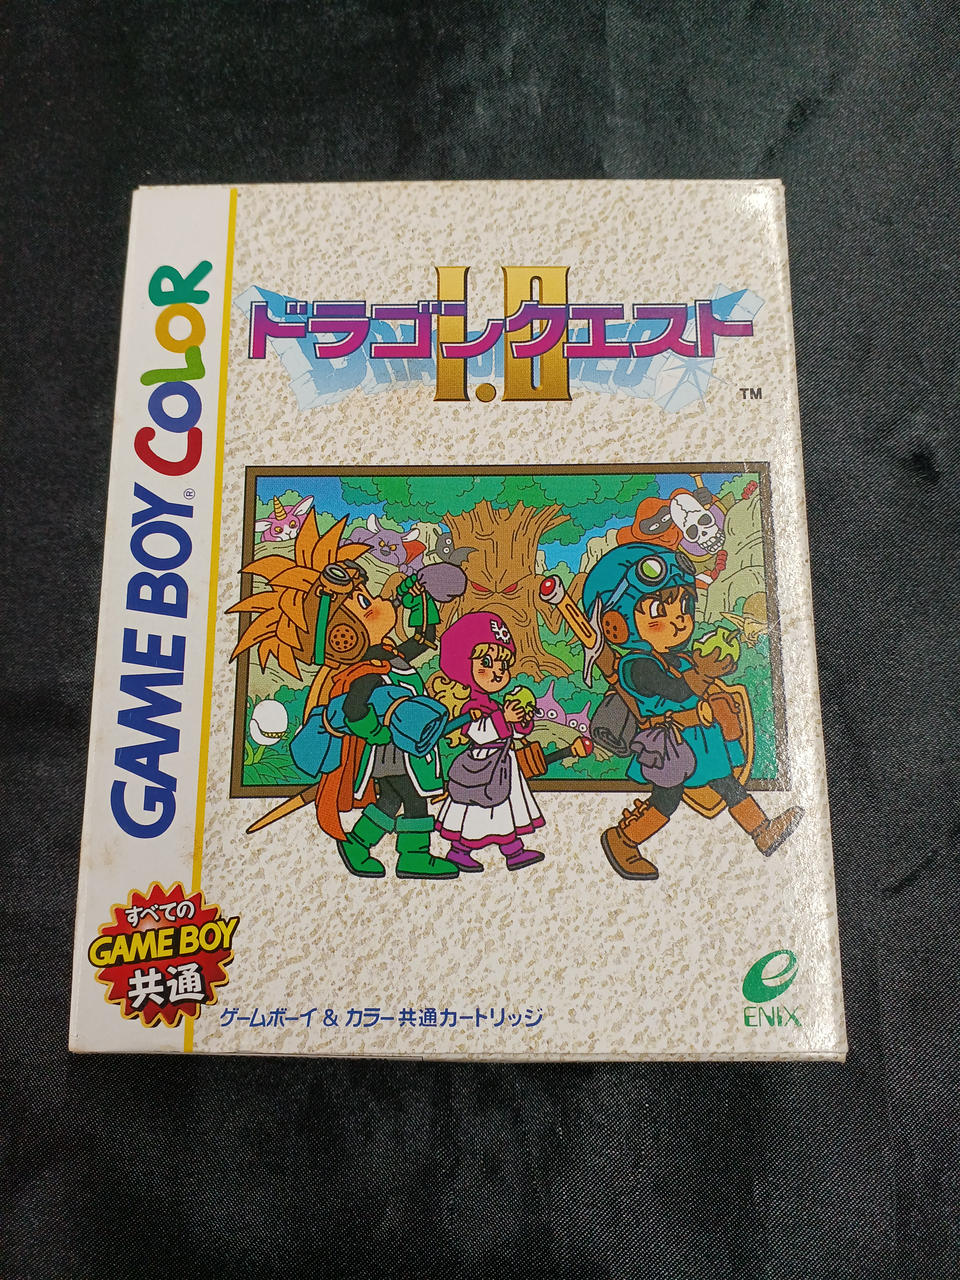 GAME BOY® COLOR
I・II
ドラゴンクエスト
DRAGON QUEST
TM
すべての
GAME BOY
共通
ゲームボーイ & カラー共通カートリッジ
e
ENIX